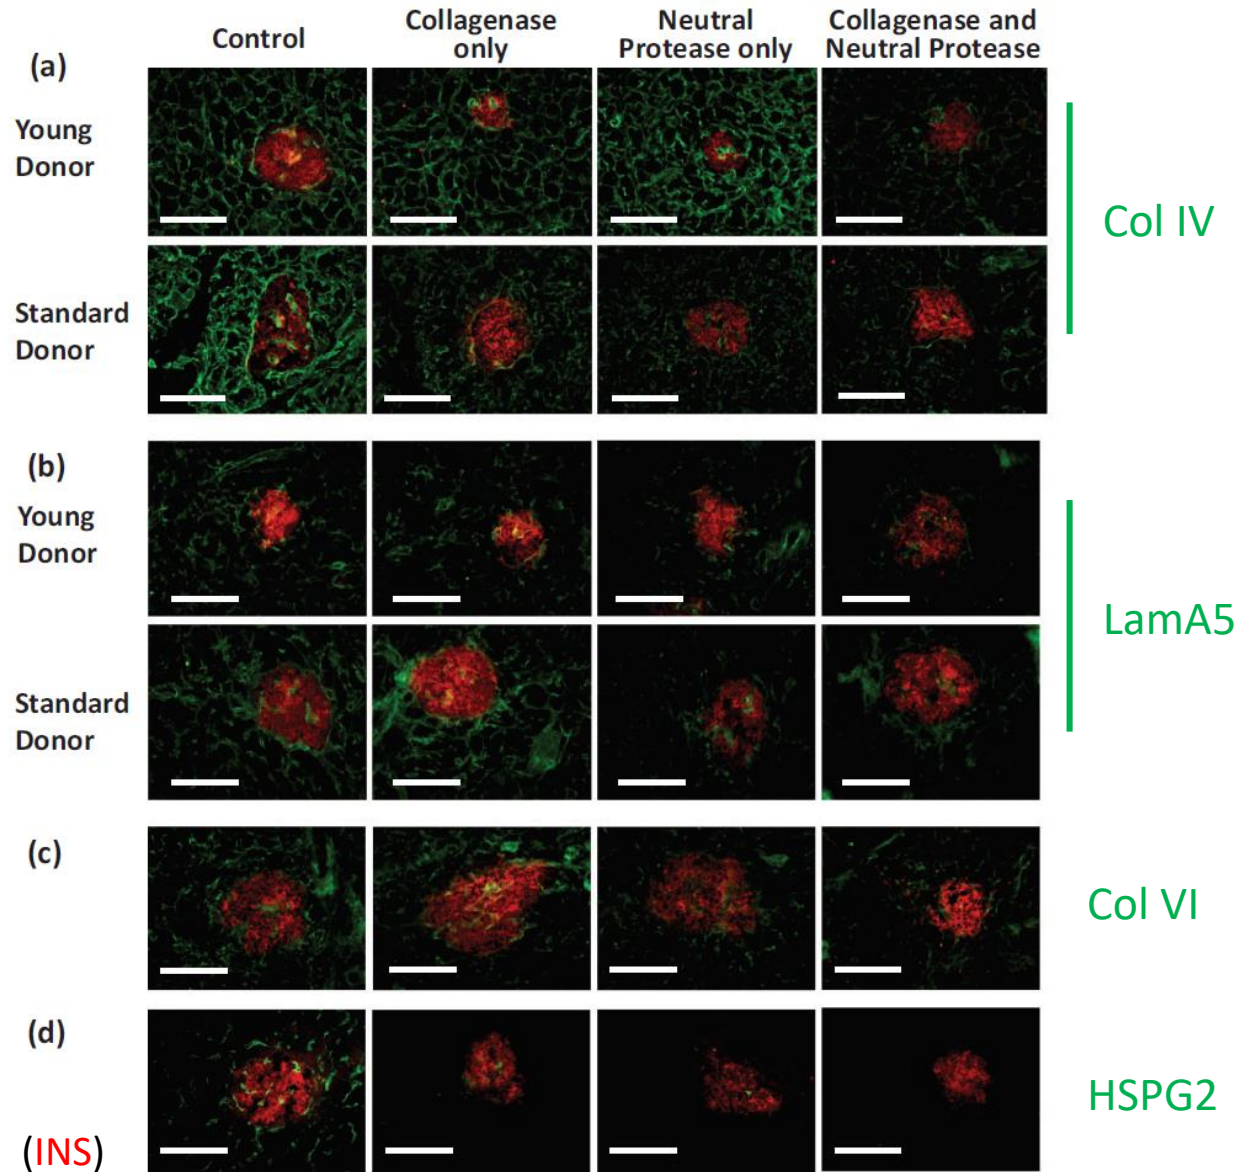 Control
Collagenase
only
Neutral
Protease only
Collagenase and
Neutral Protease
(a)
Young
Donor
Standard
Donor
Col IV
(b)
Young
Donor
Standard
Donor
LamA5
(c)
Col VI
(d)
HSPG2
(INS)